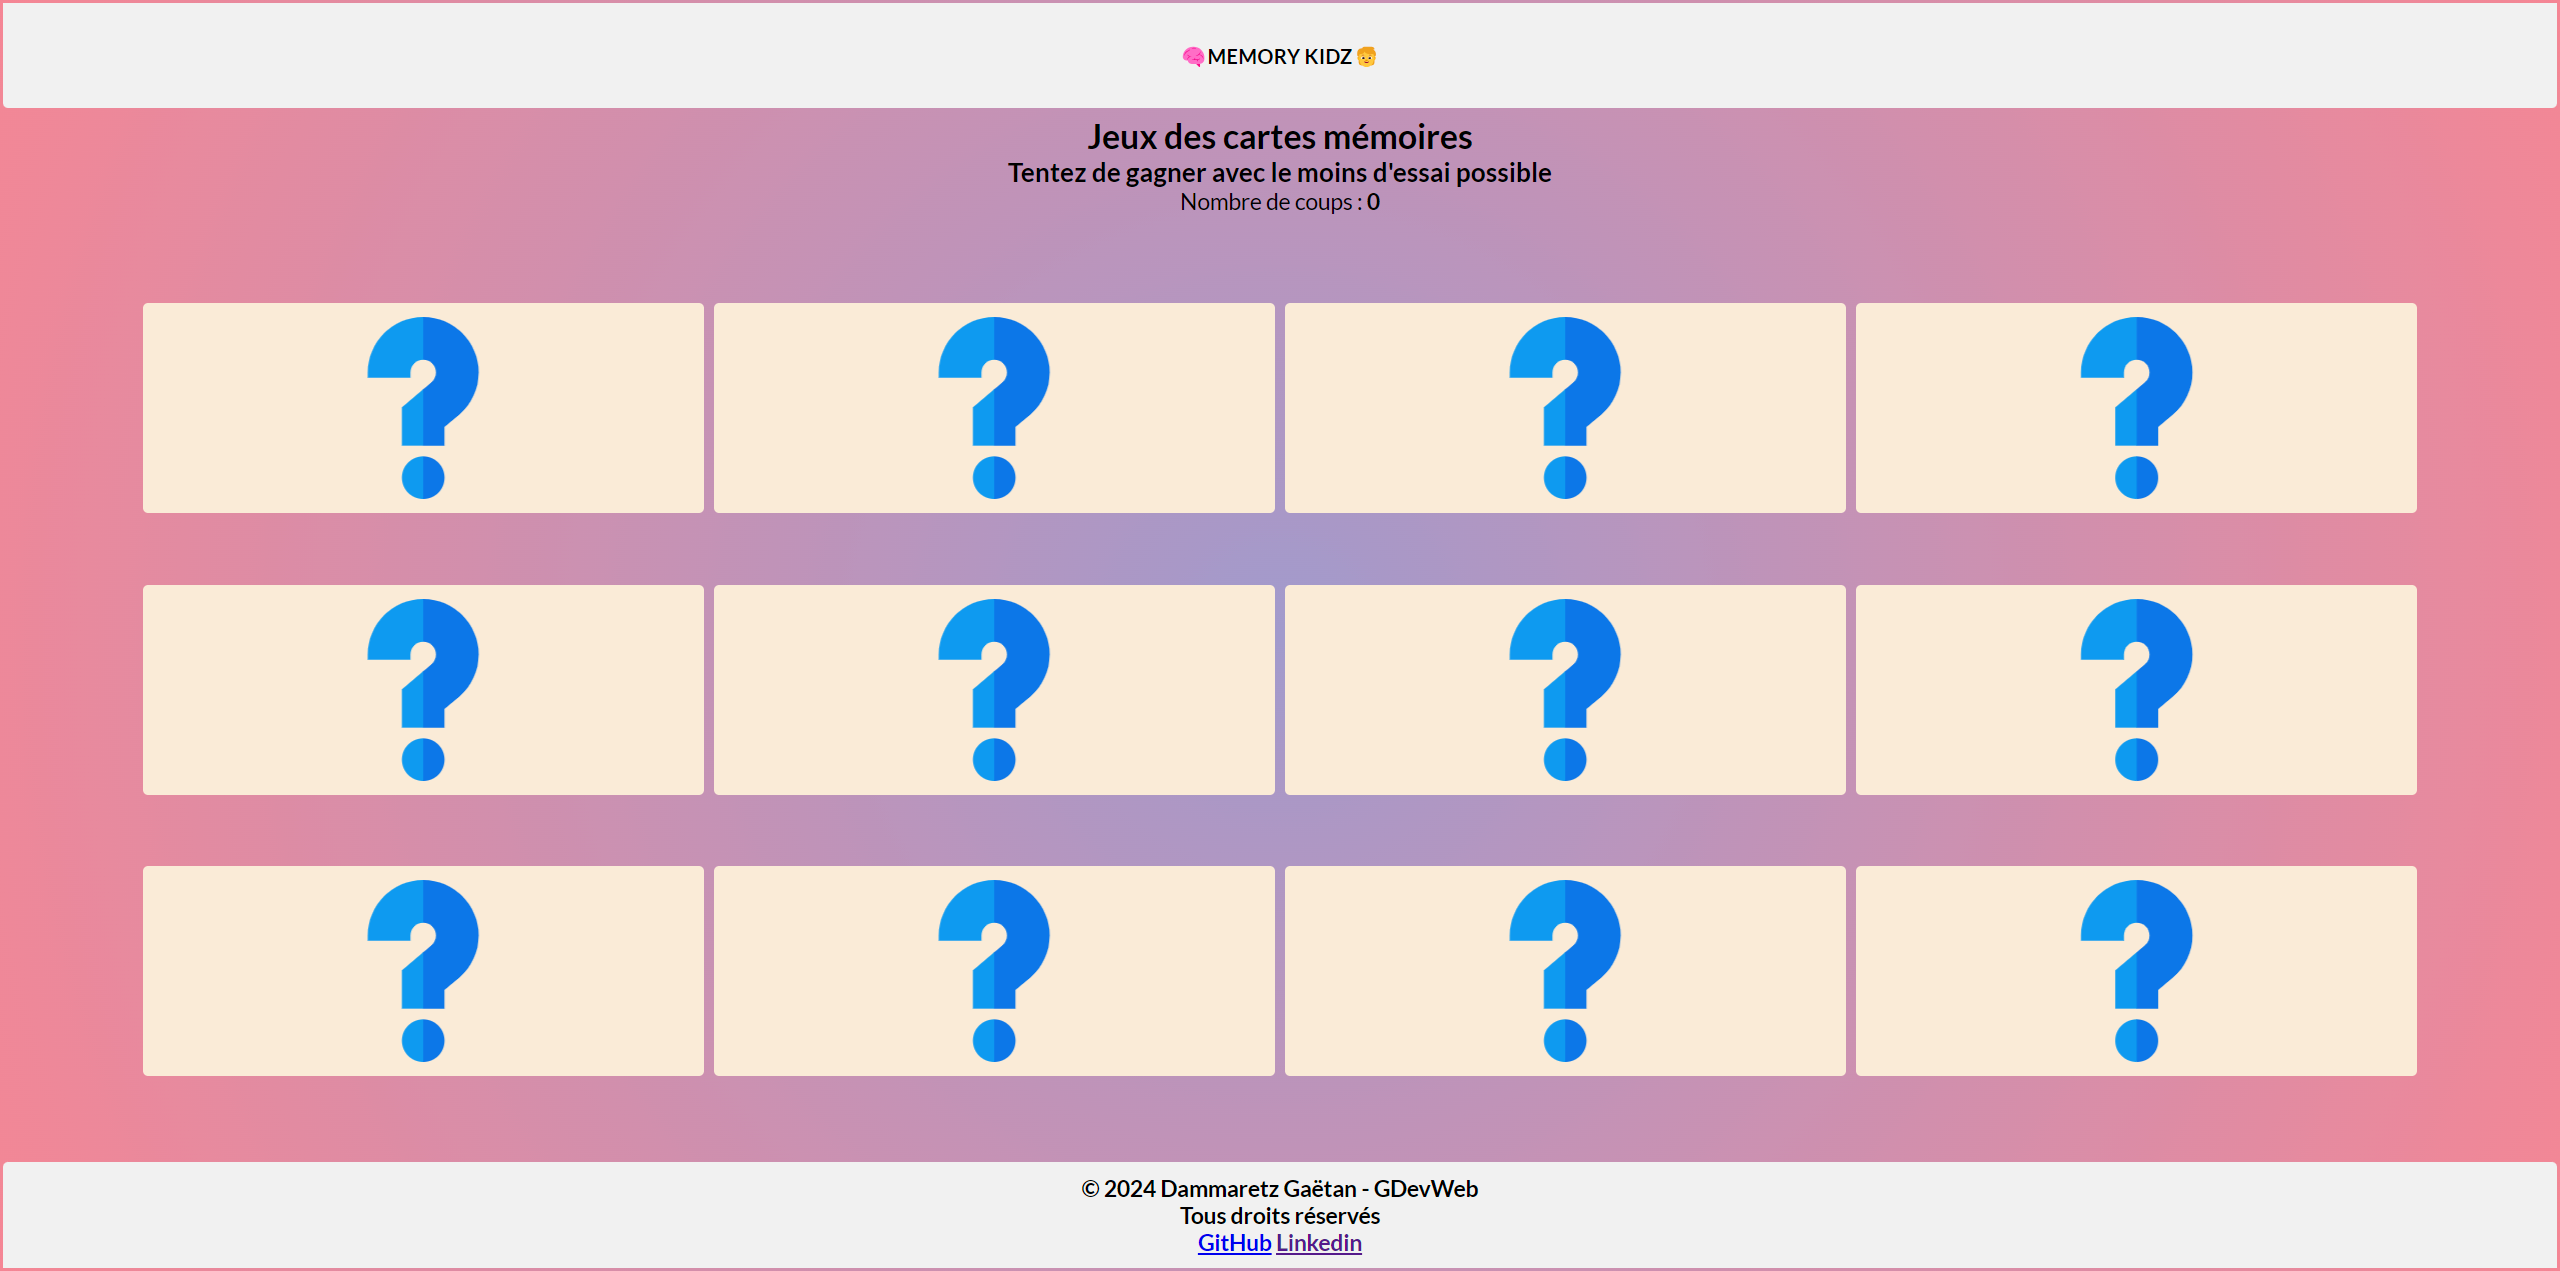 🧠MEMORY KIDZ 🧒
Jeux des cartes mémoires
Tentez de gagner avec le moins d'essai possible
Nombre de coups : 0
? ? ? ?
? ? ? ?
? ? ? ?
© 2024 Dammaretz Gaëtan - GDevWeb
Tous droits réservés
GitHub Linkedin